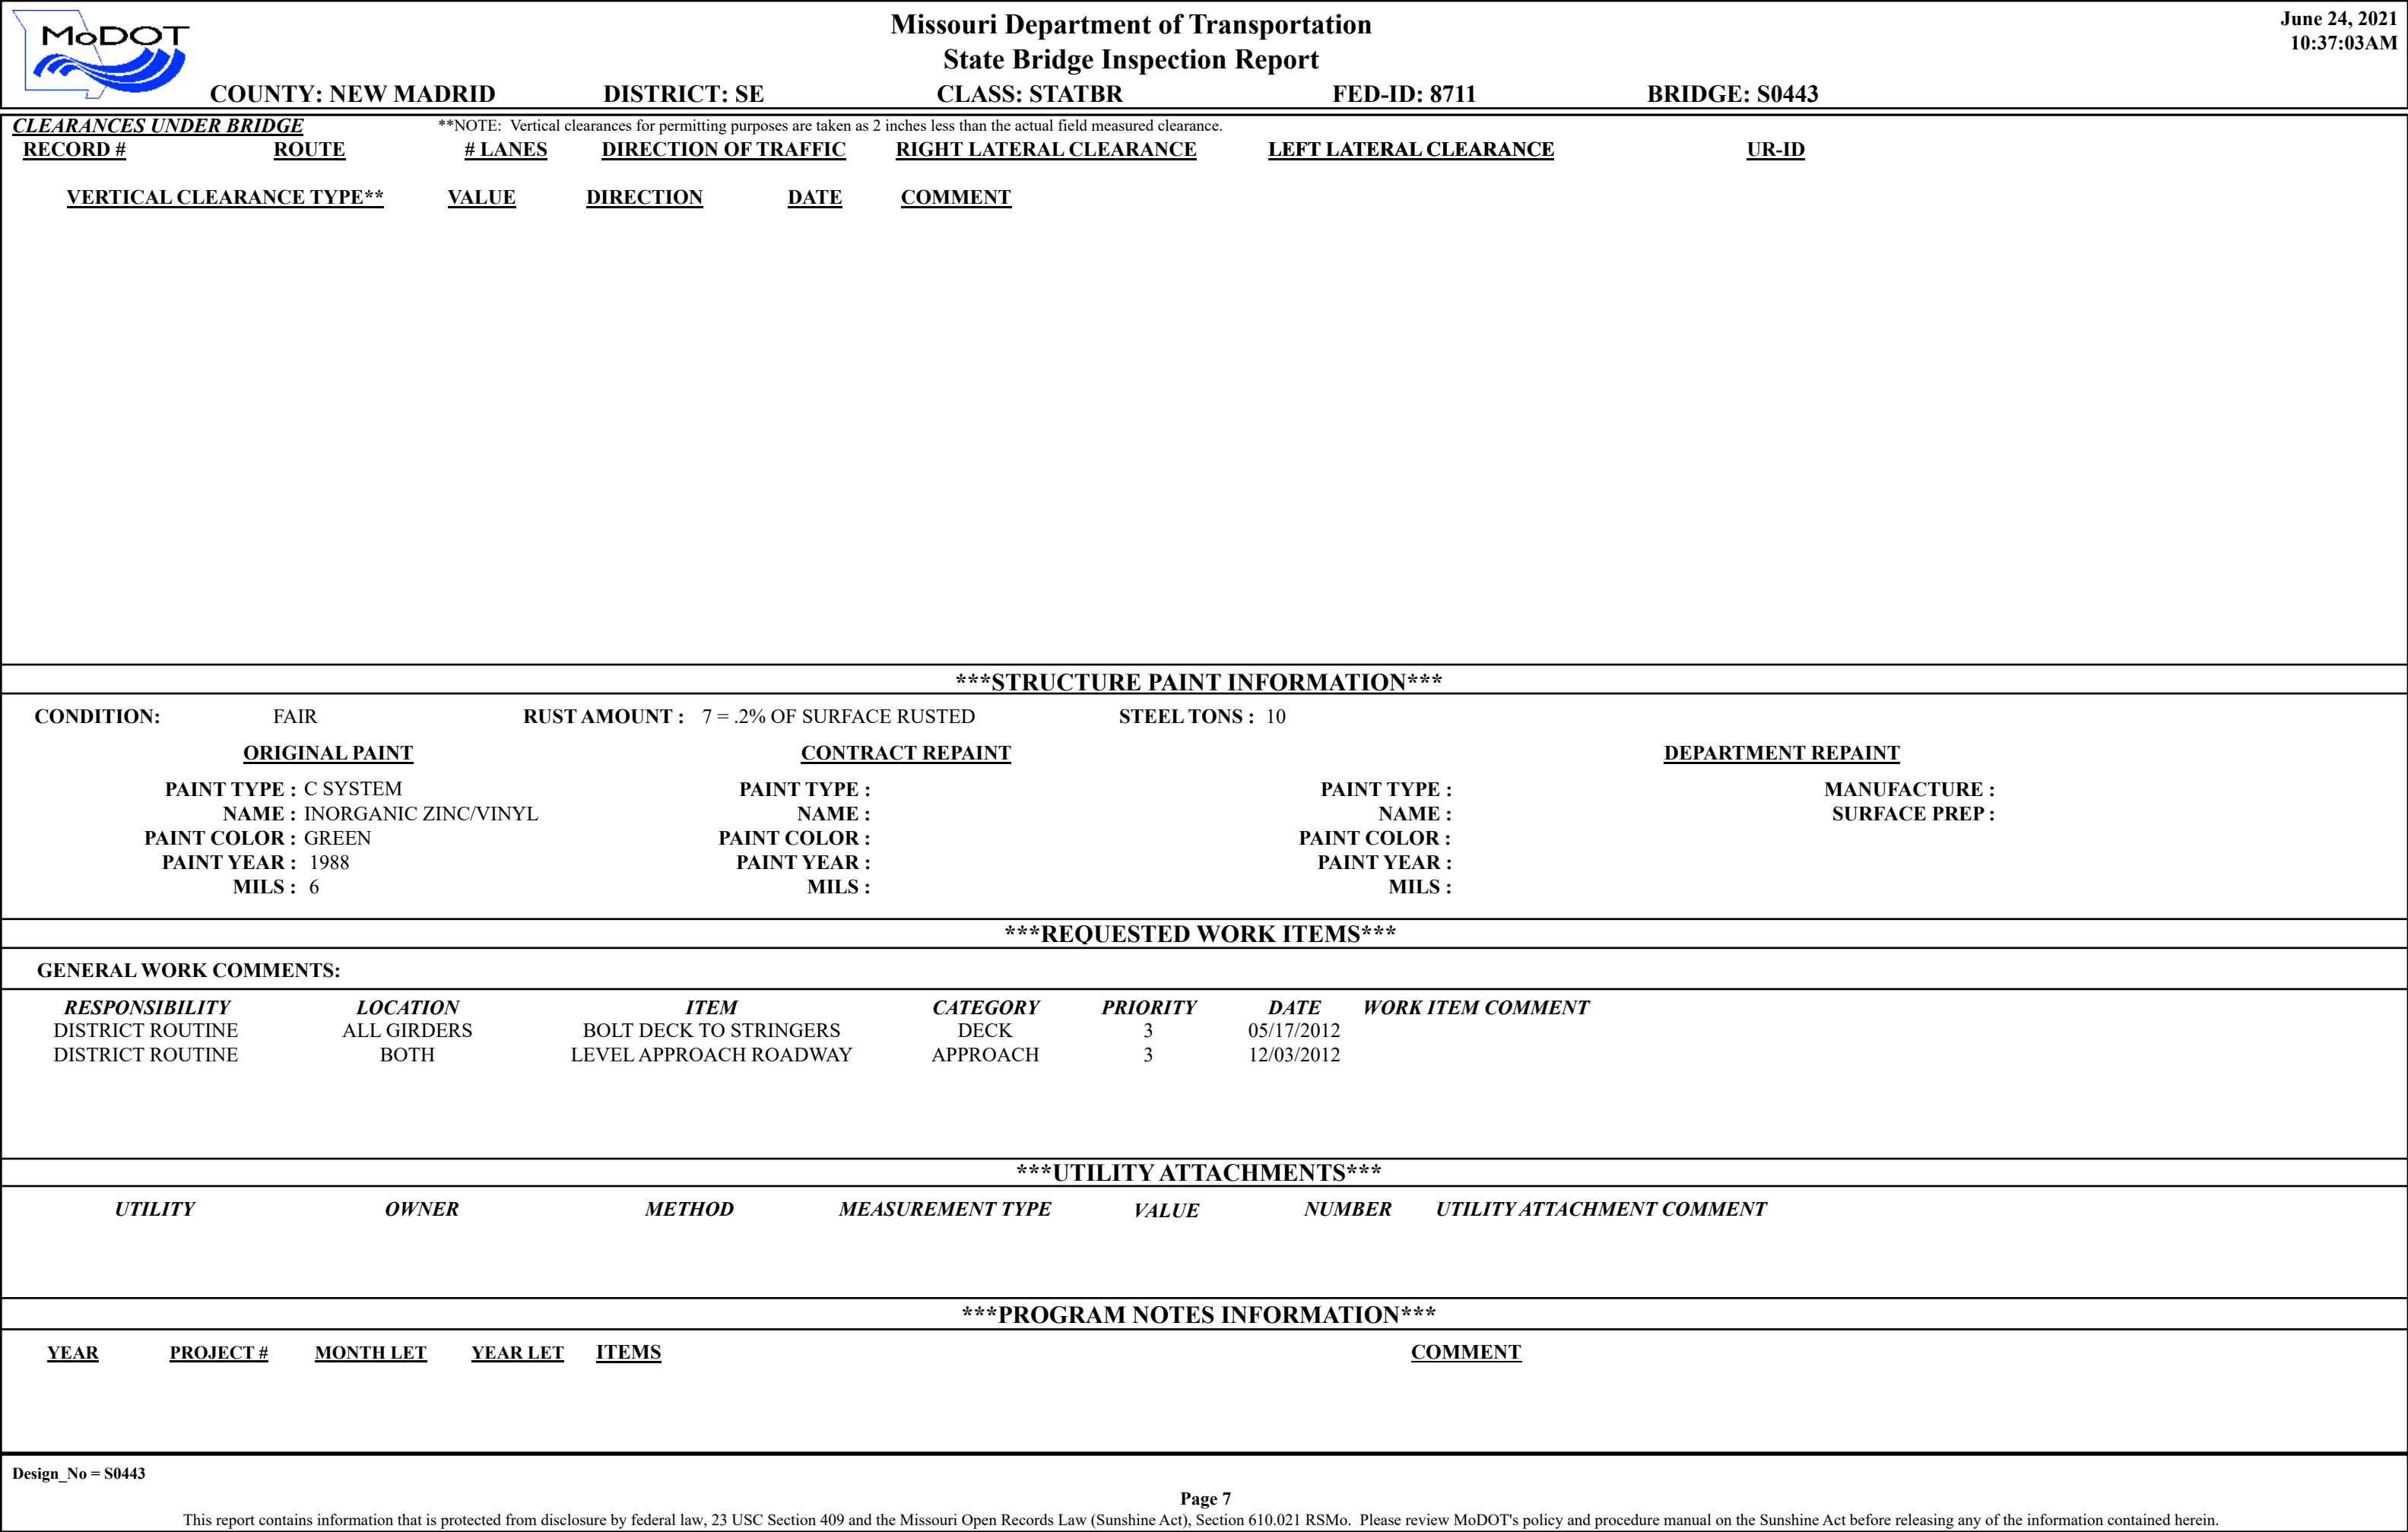 MoDOT
Missouri Department of Transportation
State Bridge Inspection Report
June 24, 2021
10:37:03AM
COUNTY: NEW MADRID DISTRICT: SE CLASS: STATBR FED-ID: 8711 BRIDGE: S0443
CLEARANCES UNDER BRIDGE **NOTE: Vertical clearances for permitting purposes are taken as 2 inches less than the actual field measured clearance.
RECORD # ROUTE # LANES DIRECTION OF TRAFFIC RIGHT LATERAL CLEARANCE LEFT LATERAL CLEARANCE UR-ID
VERTICAL CLEARANCE TYPE** VALUE DIRECTION DATE COMMENT
***STRUCTURE PAINT INFORMATION***
CONDITION: FAIR RUST AMOUNT : 7 = .2% OF SURFACE RUSTED STEEL TONS : 10
ORIGINAL PAINT CONTRACT REPAINT DEPARTMENT REPAINT
PAINT TYPE : C SYSTEM PAINT TYPE : PAINT TYPE : MANUFACTURE :
NAME : INORGANIC ZINC/VINYL NAME : NAME : SURFACE PREP :
PAINT COLOR : GREEN PAINT COLOR : PAINT COLOR :
PAINT YEAR : 1988 PAINT YEAR : PAINT YEAR :
MILS : 6 MILS : MILS :
***REQUESTED WORK ITEMS***
GENERAL WORK COMMENTS:
RESPONSIBILITY LOCATION ITEM CATEGORY PRIORITY DATE WORK ITEM COMMENT
DISTRICT ROUTINE ALL GIRDERS BOLT DECK TO STRINGERS DECK 3 05/17/2012
DISTRICT ROUTINE BOTH LEVEL APPROACH ROADWAY APPROACH 3 12/03/2012
***UTILITY ATTACHMENTS***
UTILITY OWNER METHOD MEASUREMENT TYPE VALUE NUMBER UTILITY ATTACHMENT COMMENT
***PROGRAM NOTES INFORMATION***
YEAR PROJECT # MONTH LET YEAR LET ITEMS COMMENT
Design_No = S0443
Page 7
This report contains information that is protected from disclosure by federal law, 23 USC Section 409 and the Missouri Open Records Law (Sunshine Act), Section 610.021 RSMo. Please review MoDOT's policy and procedure manual on the Sunshine Act before releasing any of the information contained herein.